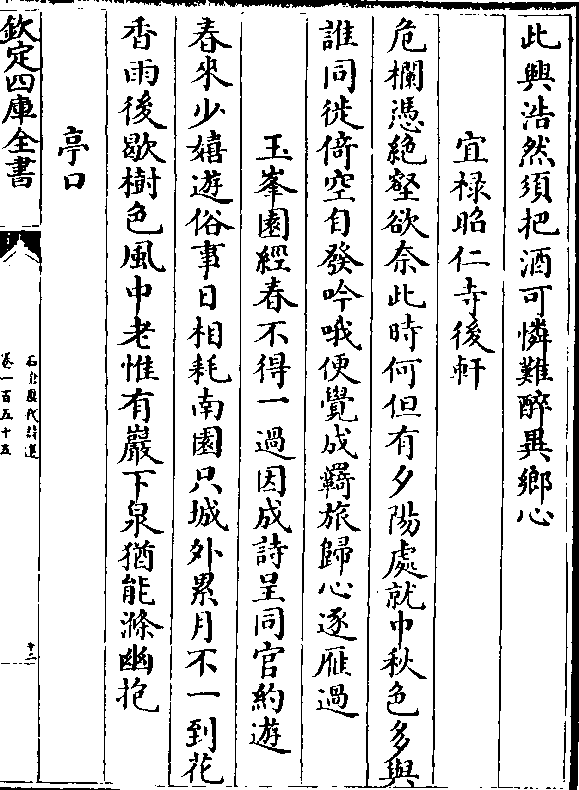 此興浩然須把酒可憐難醉異鄉心
宜祿昭仁寺後軒
危欄憑絶壑欲奈此時何但有夕陽處就中秋色多與
誰同徙倚空自發吟哦便覺成羇旅歸心逐雁過
玉峯園經春不得一過因成詩呈同官約遊
春來少嬉遊俗事日相耗南園只城外累月不一到花
香雨後歇樹色風中老惟有巖下泉猶能滌幽抱
亭口
欽定四庫全書
石倉歷代詩選
卷一百五十五
十二